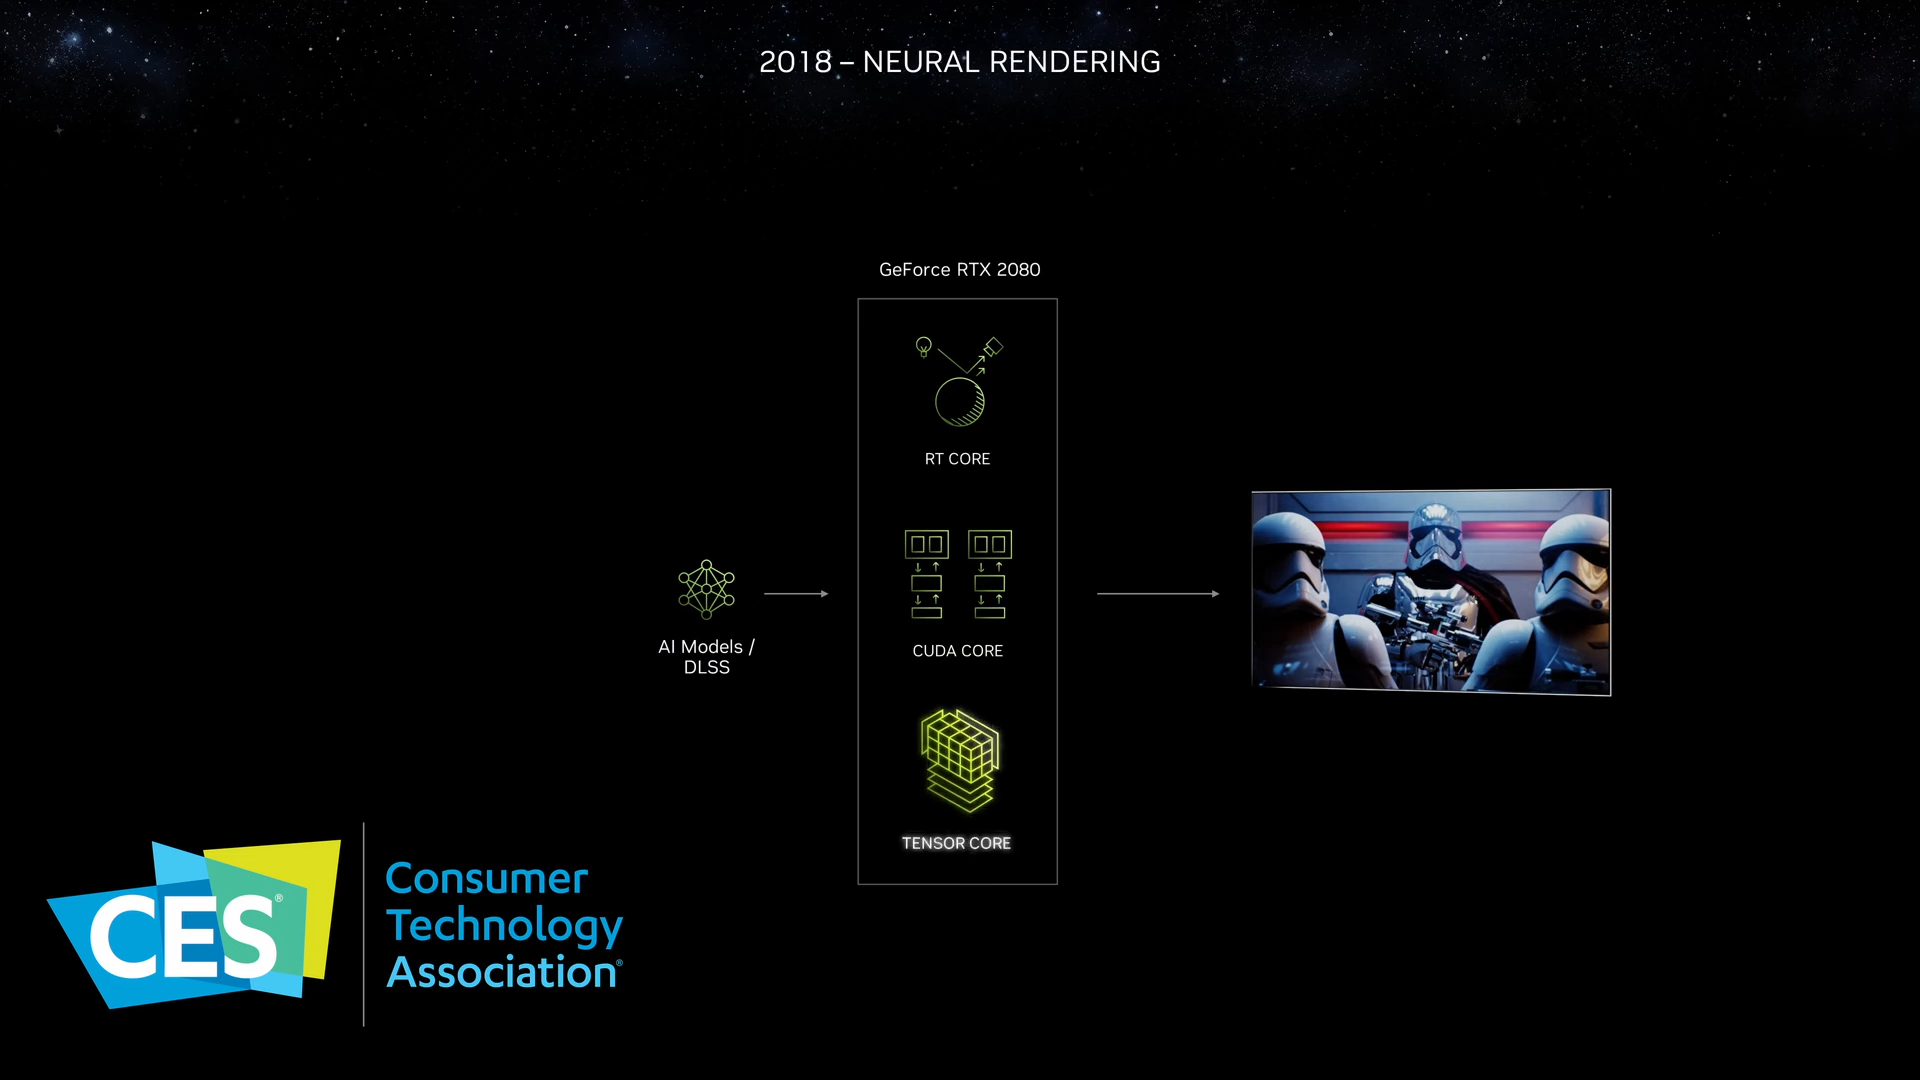 2018 – NEURAL RENDERING
GeForce RTX 2080
RT CORE
CUDA CORE
AI Models /
DLSS
TENSOR CORE
CES®
Consumer
Technology
Association®